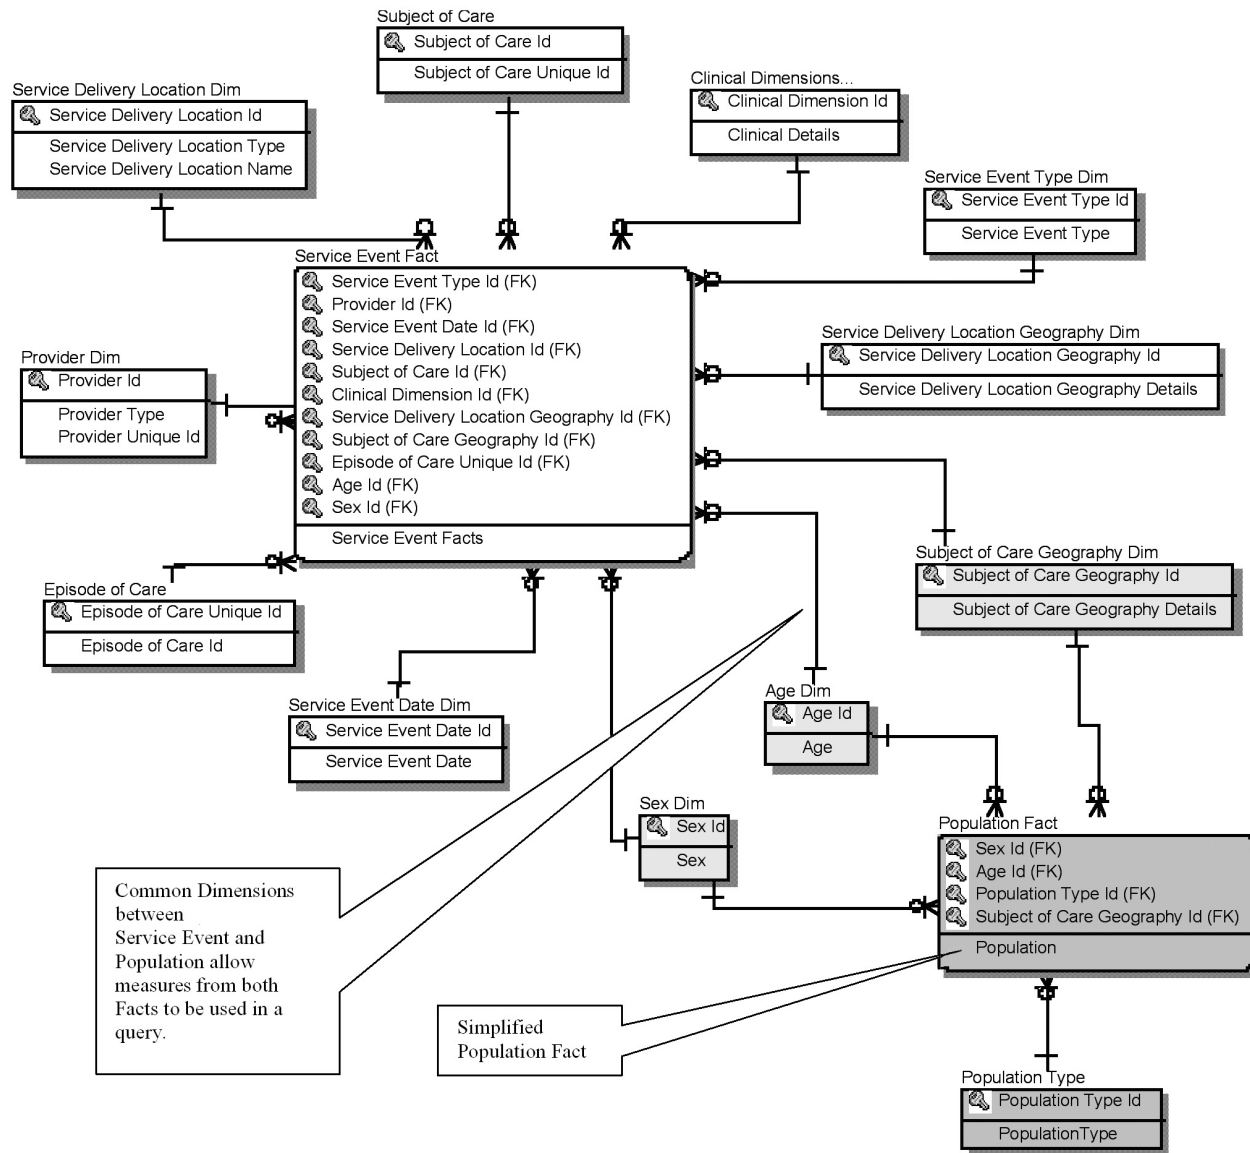 Subject of Care
Subject of Care Id
Subject of Care Unique Id
Service Delivery Location Dim
Service Delivery Location Id
Service Delivery Location Type
Service Delivery Location Name
Clinical Dimensions...
Clinical Dimension Id
Clinical Details
Service Event Type Dim
Service Event Type Id
Service Event Type
Service Event Fact
Service Event Type Id (FK)
Provider Id (FK)
Service Event Date Id (FK)
Service Delivery Location Id (FK)
Subject of Care Id (FK)
Clinical Dimension Id (FK)
Service Delivery Location Geography Id (FK)
Subject of Care Geography Id (FK)
Episode of Care Unique Id (FK)
Age Id (FK)
Sex Id (FK)
Service Event Facts
Service Delivery Location Geography Dim
Service Delivery Location Geography Id
Service Delivery Location Geography Details
Provider Dim
Provider Id
Provider Type
Provider Unique Id
Subject of Care Geography Dim
Subject of Care Geography Id
Subject of Care Geography Details
Episode of Care
Episode of Care Unique Id
Episode of Care Id
Service Event Date Dim
Service Event Date Id
Service Event Date
Age Dim
Age Id
Age
Sex Dim
Sex Id
Sex
Population Fact
Sex Id (FK)
Age Id (FK)
Population Type Id (FK)
Subject of Care Geography Id (FK)
Population
Common Dimensions
between
Service Event and
Population allow
measures from both
Facts to be used in a
query.
Simplified
Population Fact
Population Type
Population Type Id
PopulationType